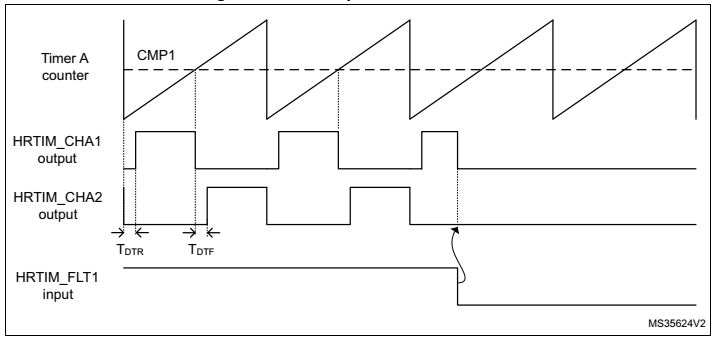 Timer A
counter
CMP1
HRTIM_CHA1
output
HRTIM_CHA2
output
TDTR
TDTF
HRTIM_FLT1
input
MS35624V2